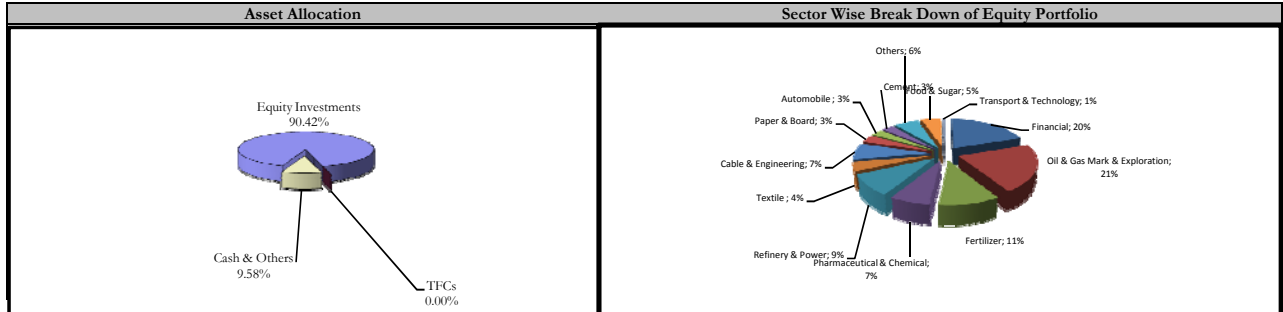 Asset Allocation
Equity Investments
90.42%
Cash & Others
9.58%
TFCs
0.00%
Sector Wise Break Down of Equity Portfolio
Others; 6%
Cement; 3%
Food & Sugar; 5%
Transport & Technology; 1%
Automobile ; 3%
Financial; 20%
Paper & Board; 3%
Oil & Gas Mark & Exploration;
21%
Cable & Engineering; 7%
Textile ; 4%
Fertilizer; 11%
Refinery & Power; 9%
Pharmaceutical & Chemical;
7%